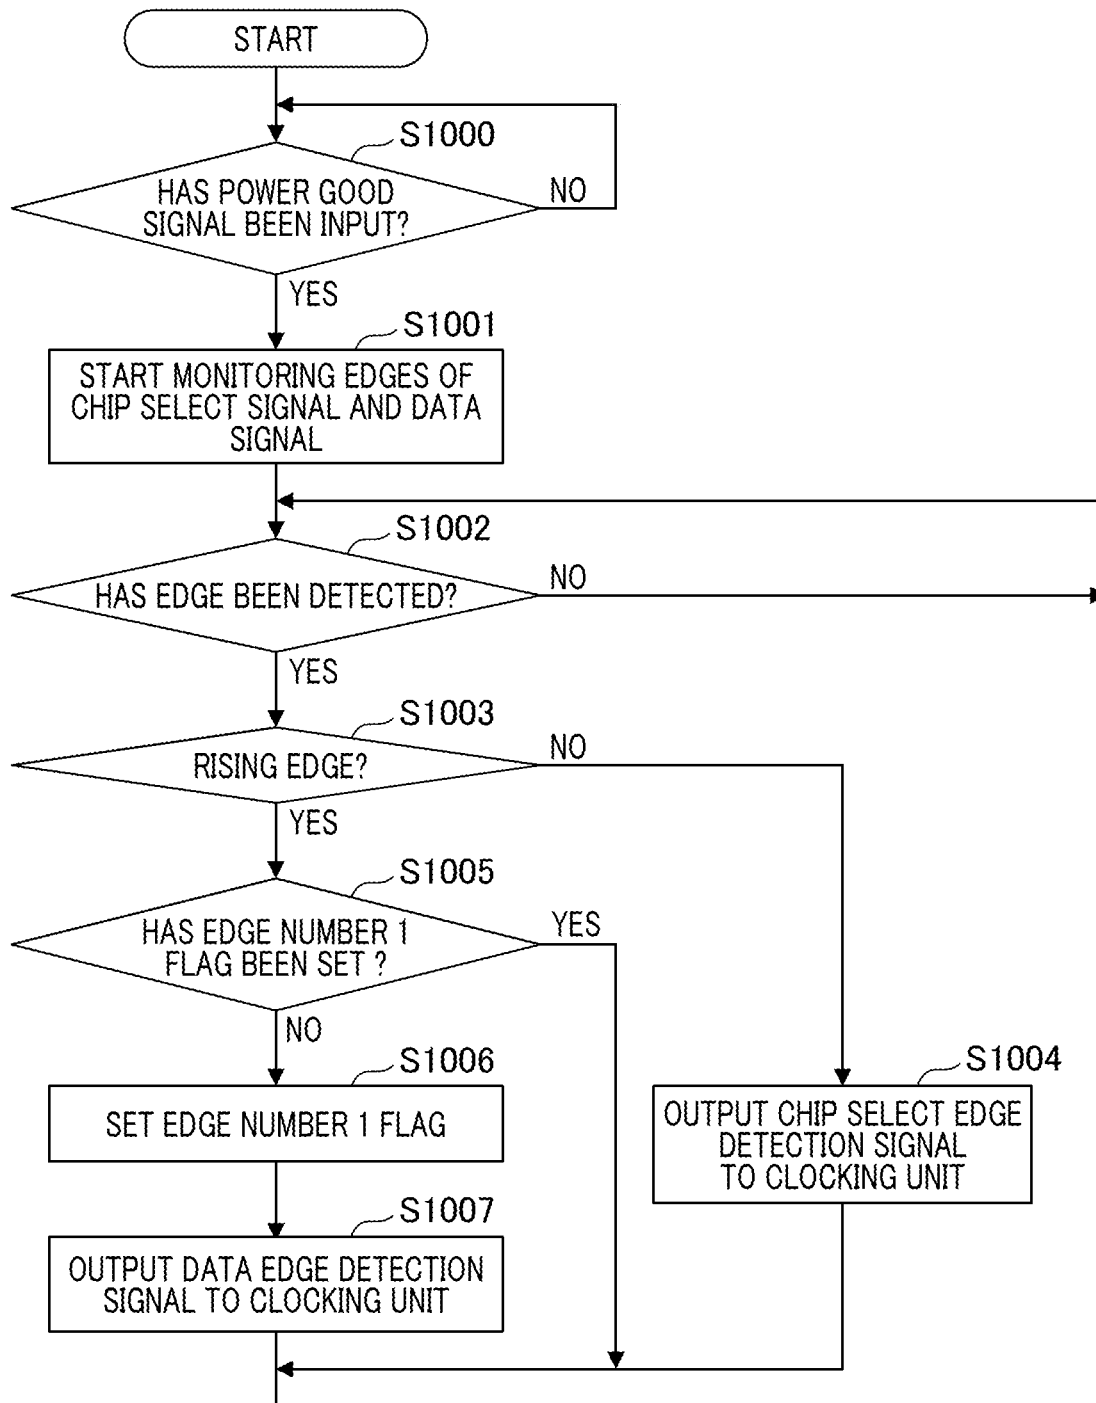 START
S1000
HAS POWER GOOD
SIGNAL BEEN INPUT?
NO
YES
S1001
START MONITORING EDGES OF
CHIP SELECT SIGNAL AND DATA
SIGNAL
S1002
HAS EDGE BEEN DETECTED?
NO
YES
S1003
RISING EDGE?
NO
YES
S1005
HAS EDGE NUMBER 1
FLAG BEEN SET ?
YES
NO
S1006
SET EDGE NUMBER 1 FLAG
S1004
OUTPUT CHIP SELECT EDGE
DETECTION SIGNAL
TO CLOCKING UNIT
S1007
OUTPUT DATA EDGE DETECTION
SIGNAL TO CLOCKING UNIT